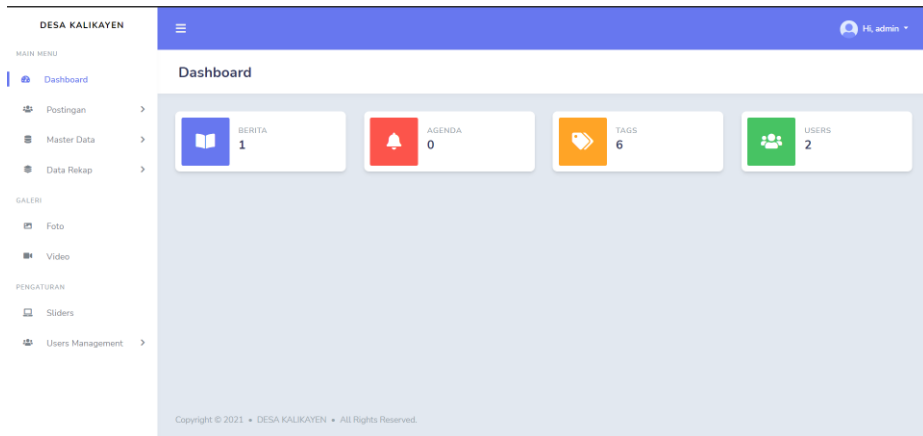 DESA KALIKAYEN
Hi, admin
MAIN MENU
Dashboard
Postingan
Master Data
Data Rekap
GALERI
Foto
Video
PENGATURAN
Sliders
Users Management
Dashboard
BERITA
1
AGENDA
0
TAGS
6
USERS
2
Copyright © 2021 • DESA KALIKAYEN • All Rights Reserved.